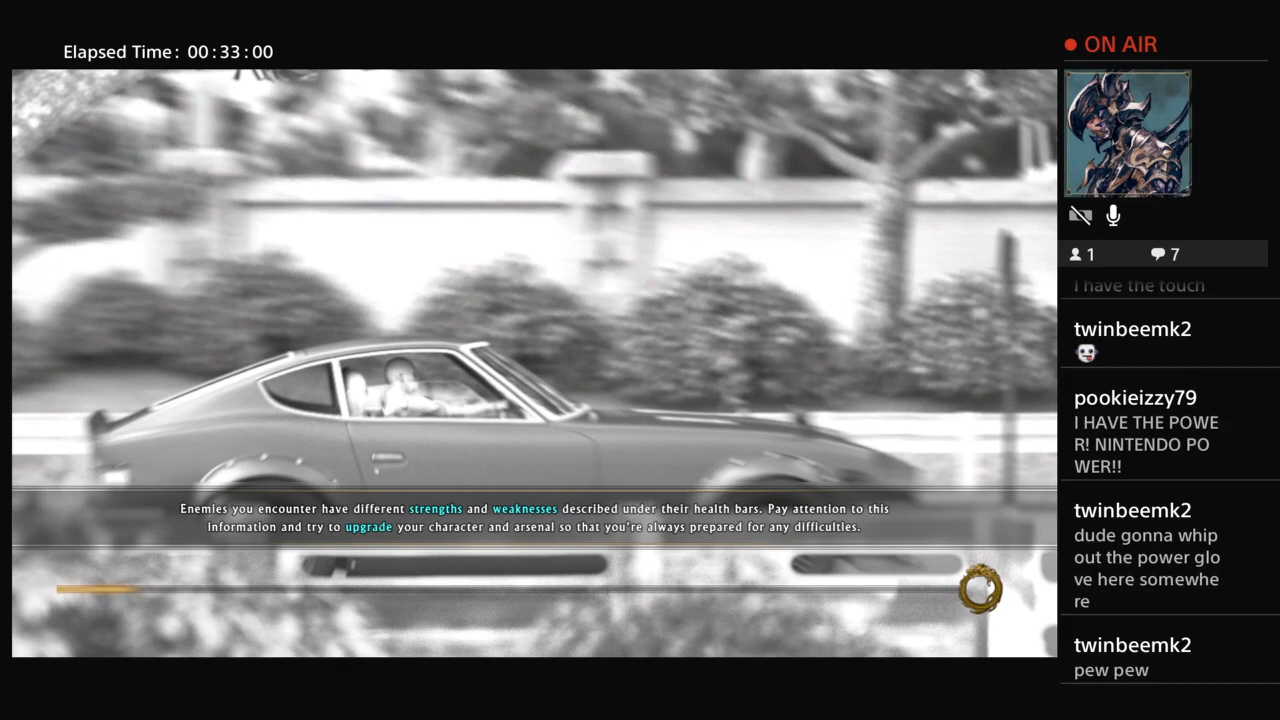 Elapsed Time: 00:33:00
ON AIR
1
7
I have the touch
twinbeemk2
pookieizzy79
I HAVE THE POWE
R! NINTENDO PO
WER!!
twinbeemk2
dude gonna whip
out the power glo
ve here somewhe
re
twinbeemk2
pew pew
Enemies you encounter have different strengths and weaknesses described under their health bars. Pay attention to this
information and try to upgrade your character and arsenal so that you're always prepared for any difficulties.